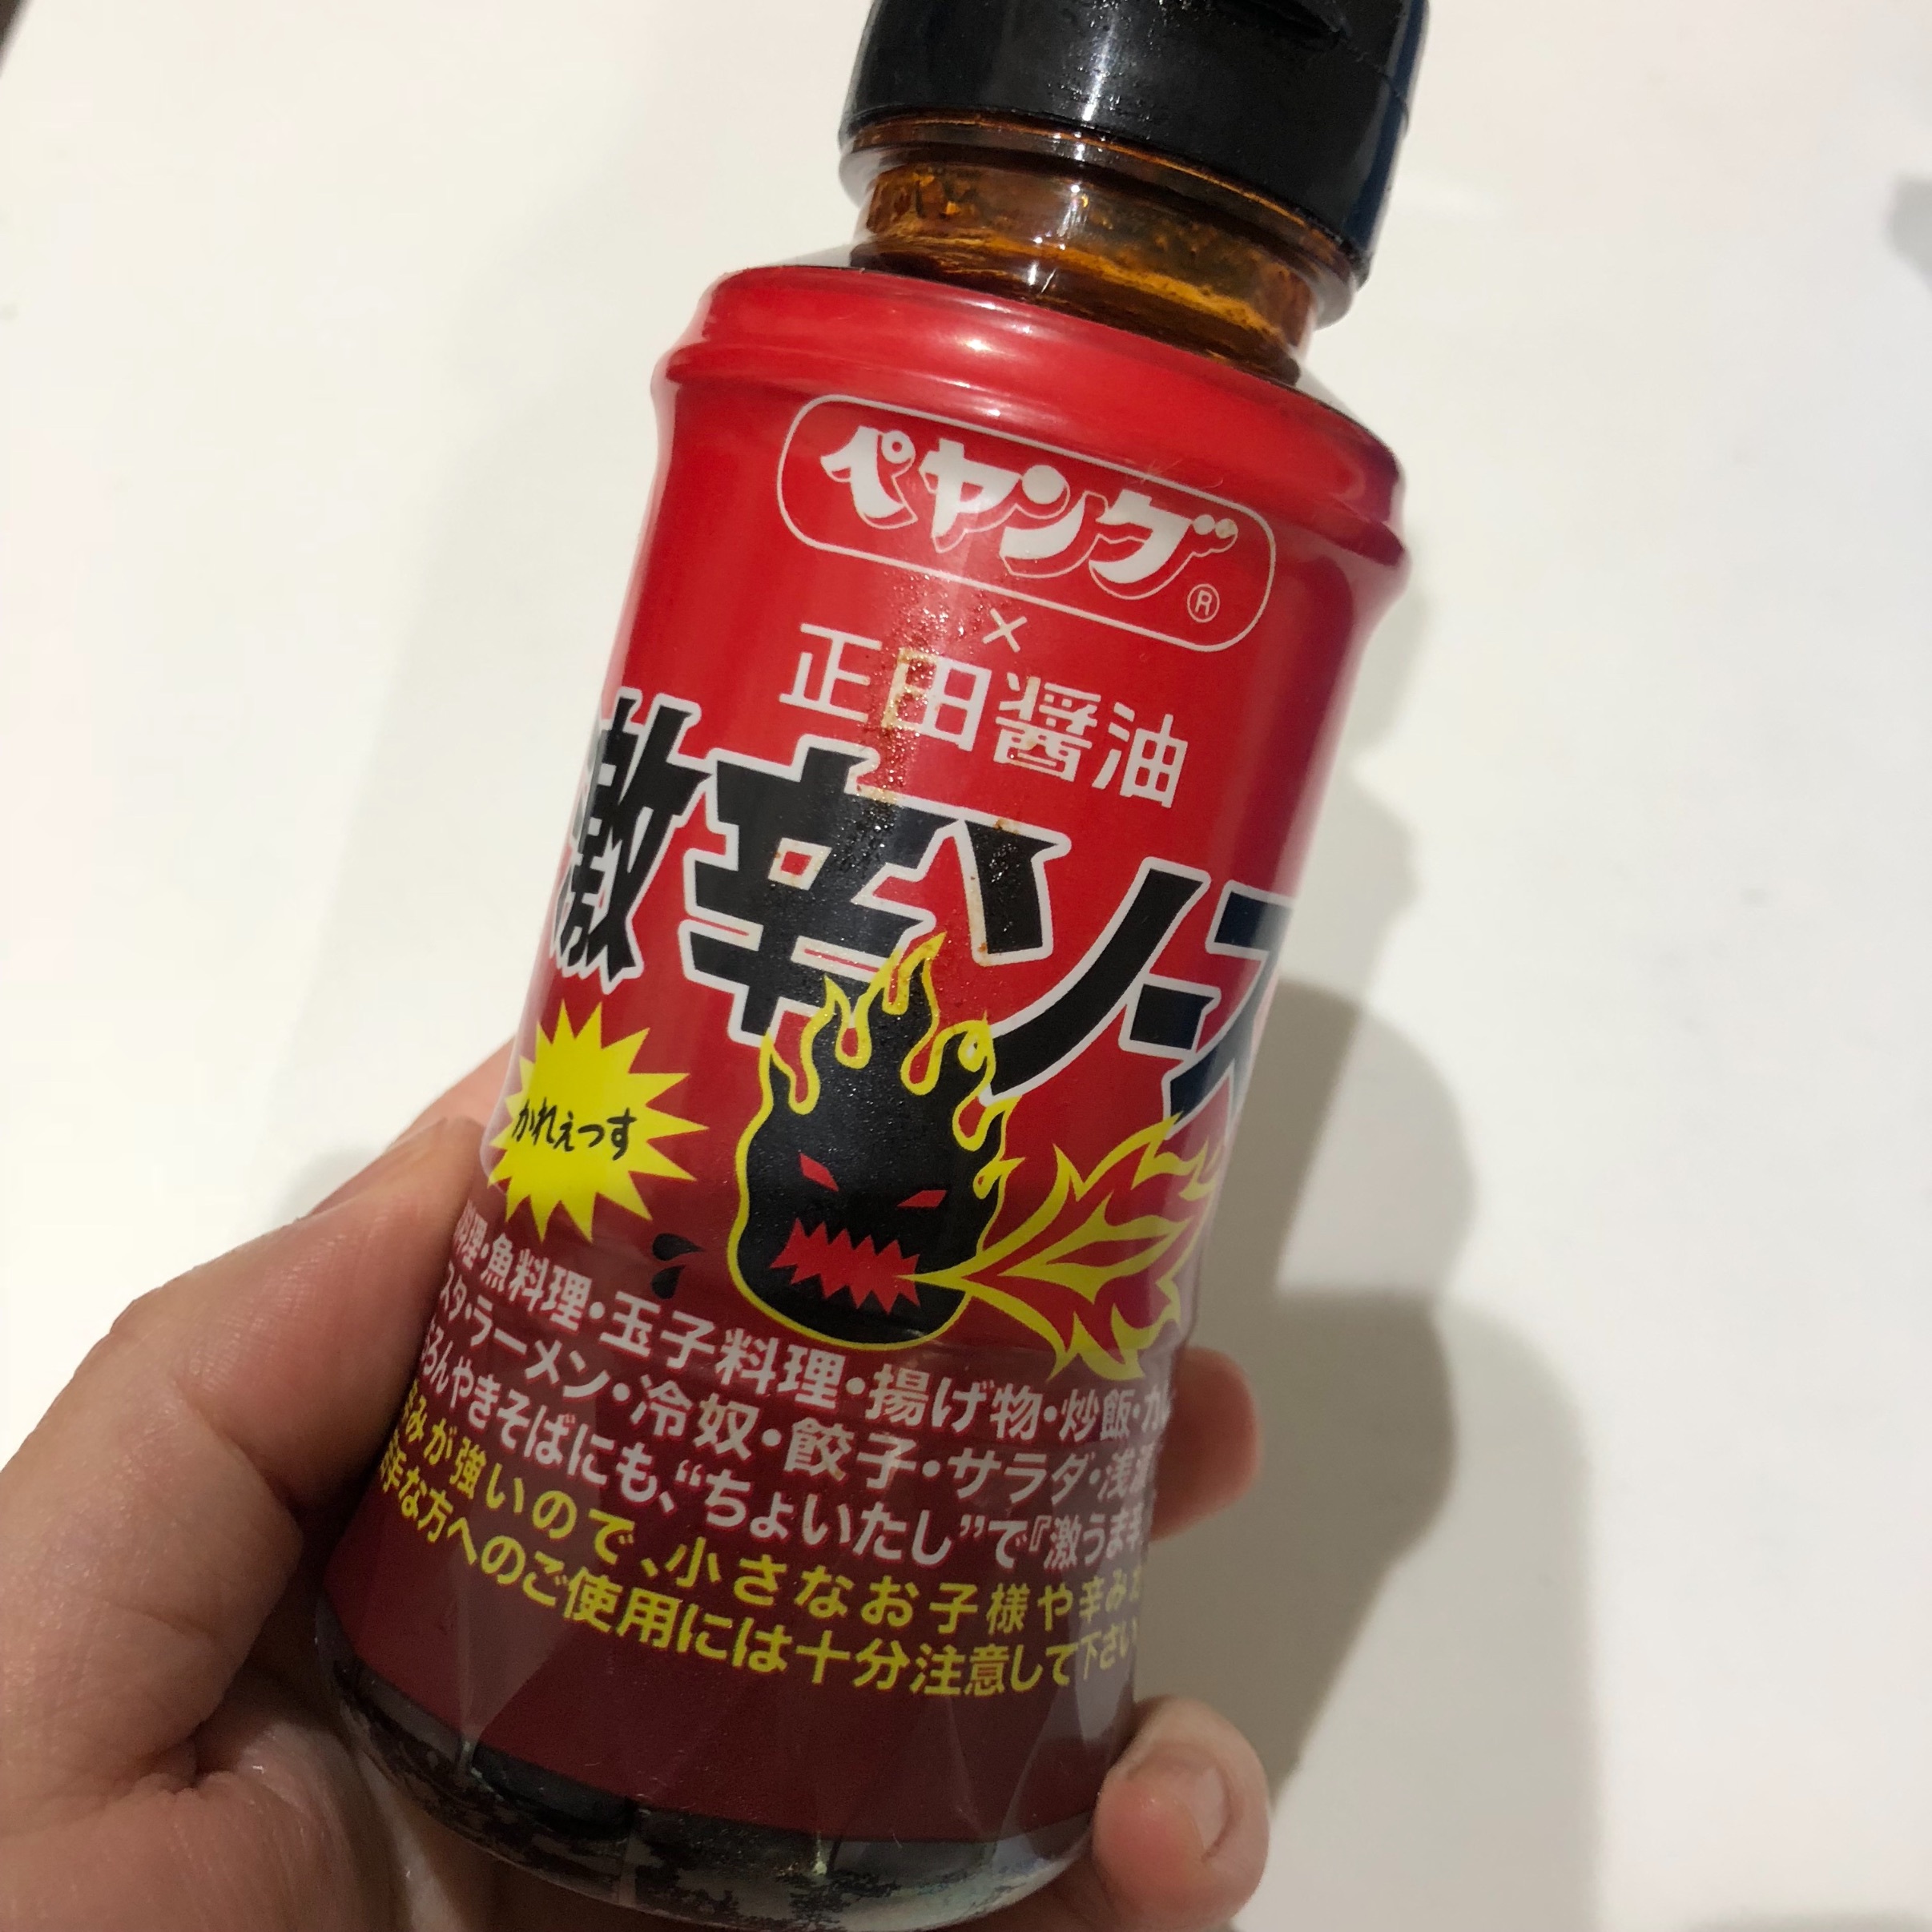 ペヤング®
×
正田醤油
激辛ソース
かれぇっす
料理・魚料理・玉子料理・揚げ物・炒飯・カレ
スタ・ラーメン・冷奴・餃子・サラダ・浅漬
ろんやきそばにも、“ちょいたし”で『激うま辛
辛みが強いので、小さなお子様や辛みが
苦手な方へのご使用には十分注意して下さい